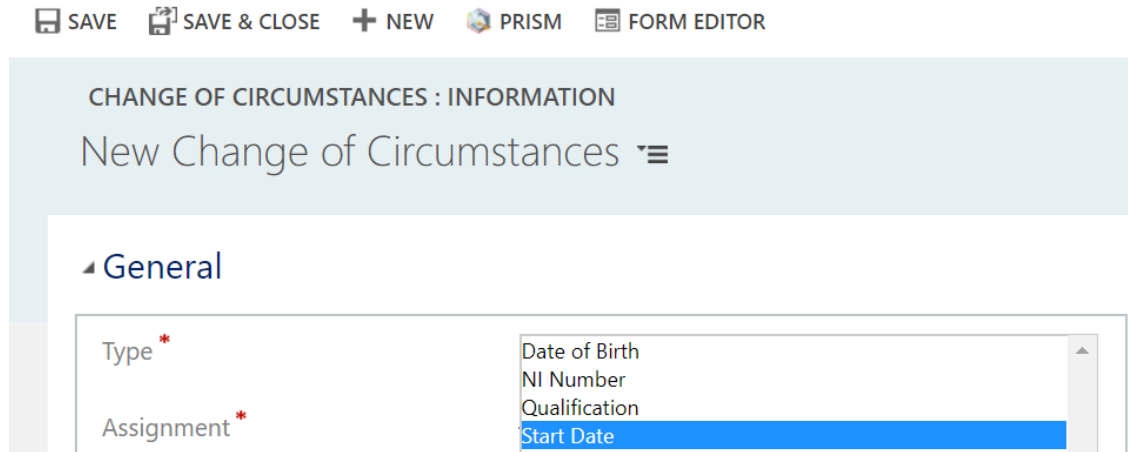 SAVE SAVE & CLOSE NEW PRISM FORM EDITOR
CHANGE OF CIRCUMSTANCES : INFORMATION
New Change of Circumstances
General
Type *
Date of Birth
NI Number
Qualification
Assignment *
Start Date